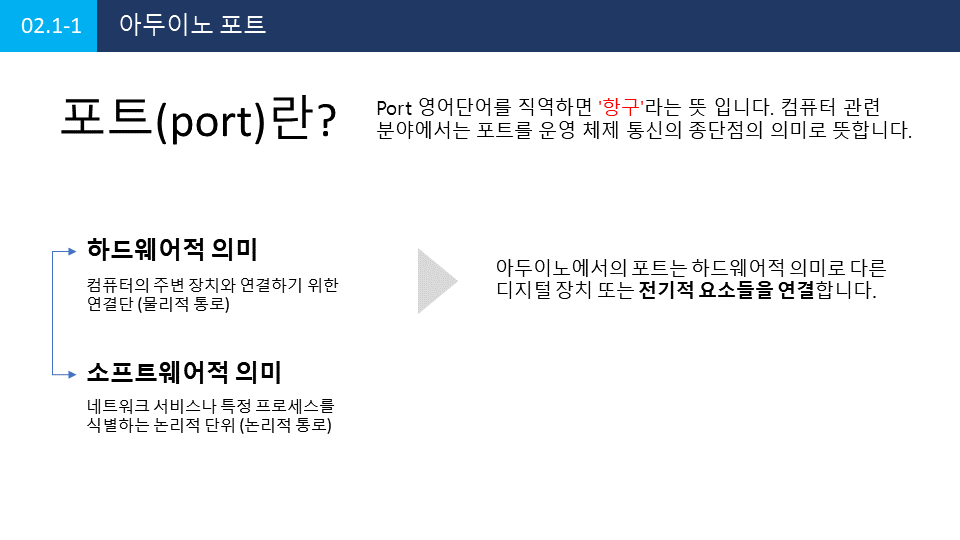 02.1-1
아두이노 포트
포트(port)란?
Port 영어단어를 직역하면 '항구'라는 뜻 입니다. 컴퓨터 관련
분야에서는 포트를 운영 체제 통신의 종단점의 의미로 뜻합니다.
하드웨어적 의미
컴퓨터의 주변 장치와 연결하기 위한
연결단 (물리적 통로)
아두이노에서의 포트는 하드웨어적 의미로 다른
디지털 장치 또는 전기적 요소들을 연결합니다.
소프트웨어적 의미
네트워크 서비스나 특정 프로세스를
식별하는 논리적 단위 (논리적 통로)